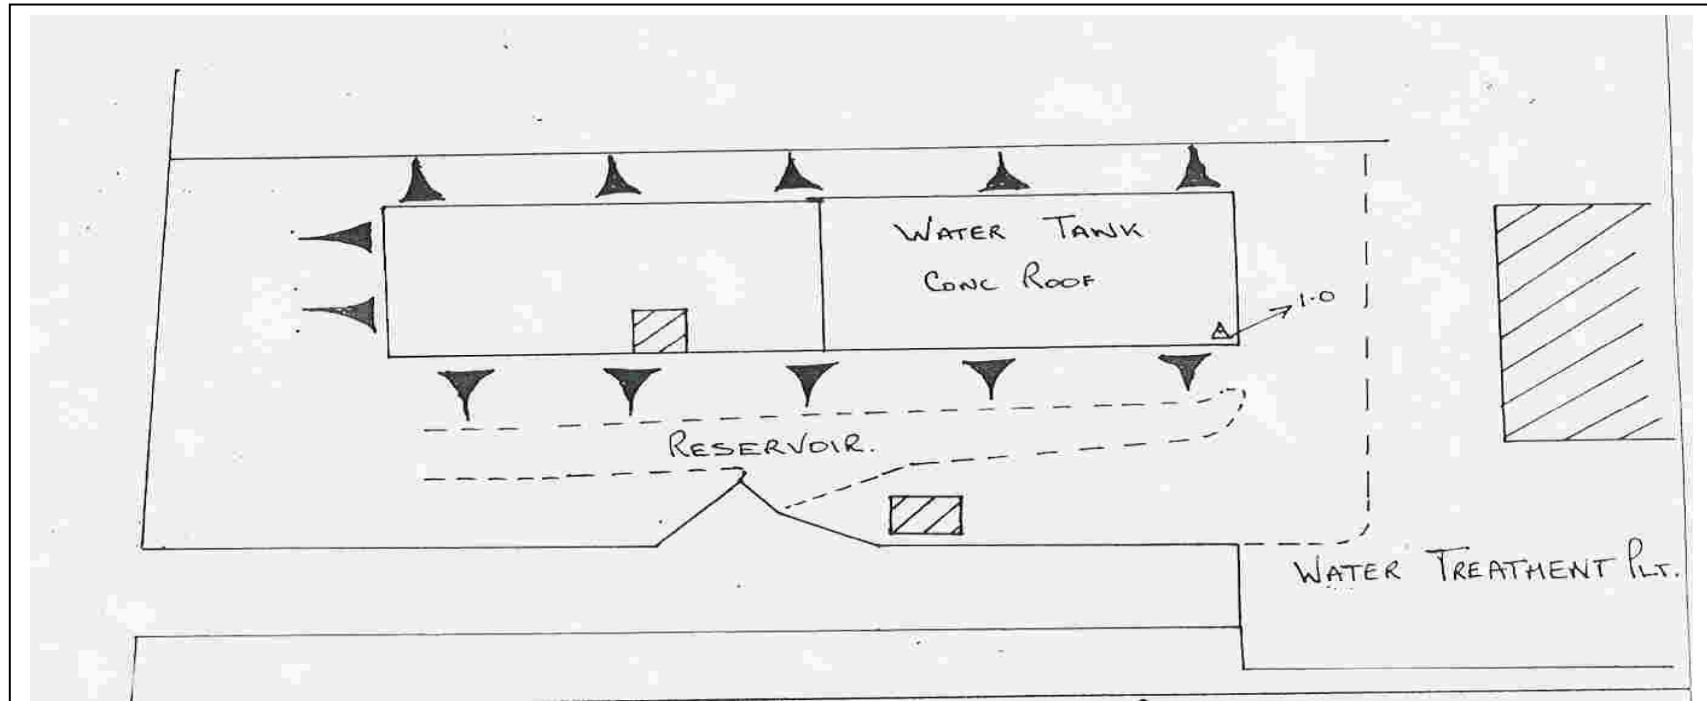 WATER TANK
CONC ROOF
1.0
RESERVOIR.
WATER TREATMENT PLT.